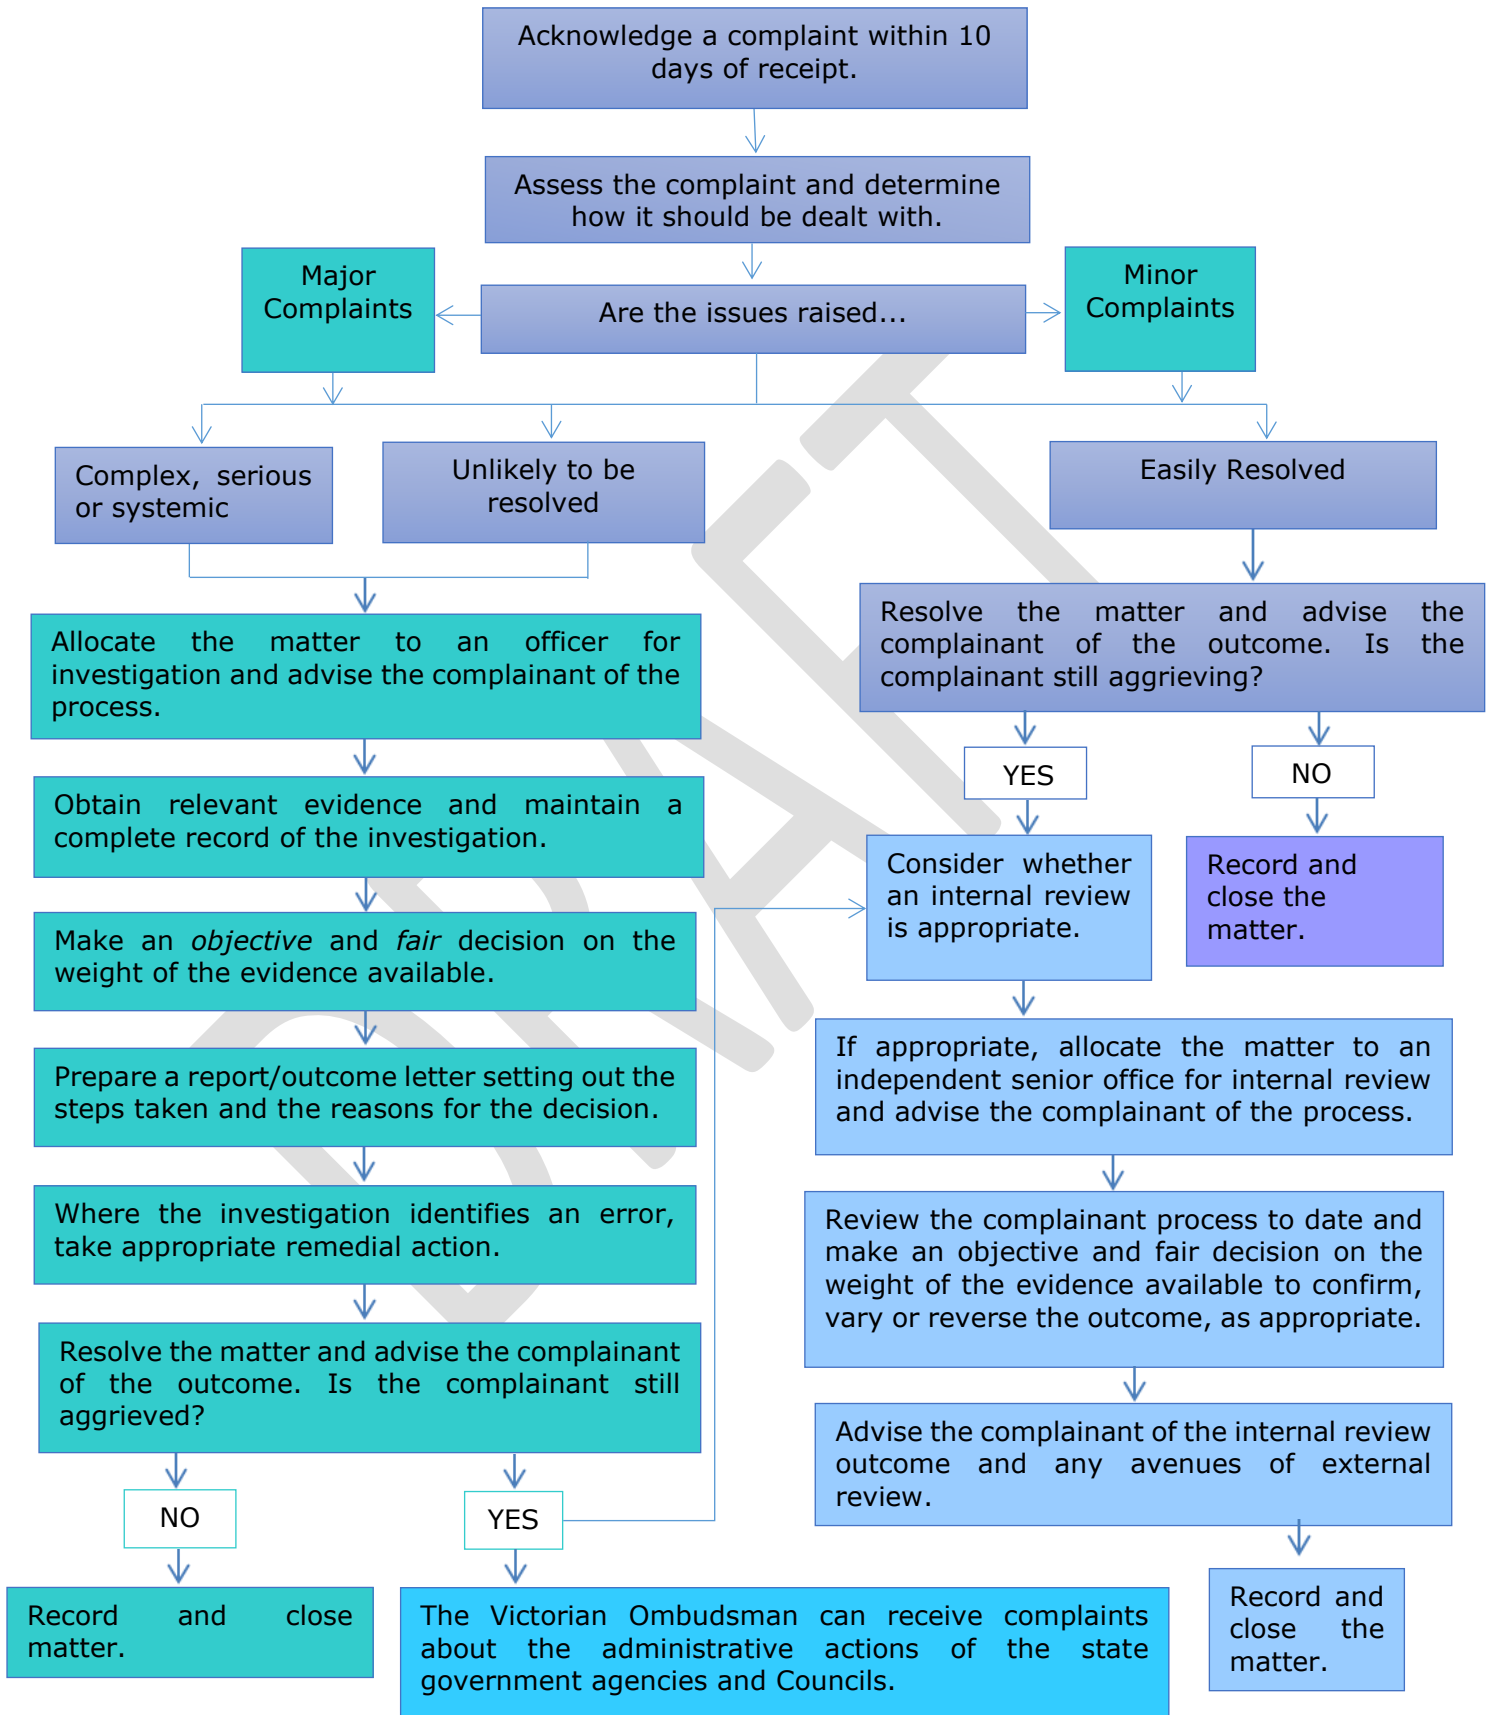 Acknowledge a complaint within 10
days of receipt.
Assess the complaint and determine
how it should be dealt with.
Major
Complaints
Are the issues raised...
Minor
Complaints
Complex, serious
or systemic
Unlikely to be
resolved
Easily Resolved
Allocate the matter to an officer for
investigation and advise the complainant of the
process.
Obtain relevant evidence and maintain a
complete record of the investigation.
Make an objective and fair decision on the
weight of the evidence available.
Prepare a report/outcome letter setting out the
steps taken and the reasons for the decision.
Where the investigation identifies an error,
take appropriate remedial action.
Resolve the matter and advise the complainant
of the outcome. Is the complainant still
aggrieved?
NO
YES
Record and close
matter.
The Victorian Ombudsman can receive complaints
about the administrative actions of the state
government agencies and Councils.
Resolve the matter and advise the
complainant of the outcome. Is the
complainant still aggrieving?
YES
NO
Consider whether
an internal review
is appropriate.
Record and
close the
matter.
If appropriate, allocate the matter to an
independent senior office for internal review
and advise the complainant of the process.
Review the complainant process to date and
make an objective and fair decision on the
weight of the evidence available to confirm,
vary or reverse the outcome, as appropriate.
Advise the complainant of the internal review
outcome and any avenues of external
review.
Record and
close the
matter.
DRAFT